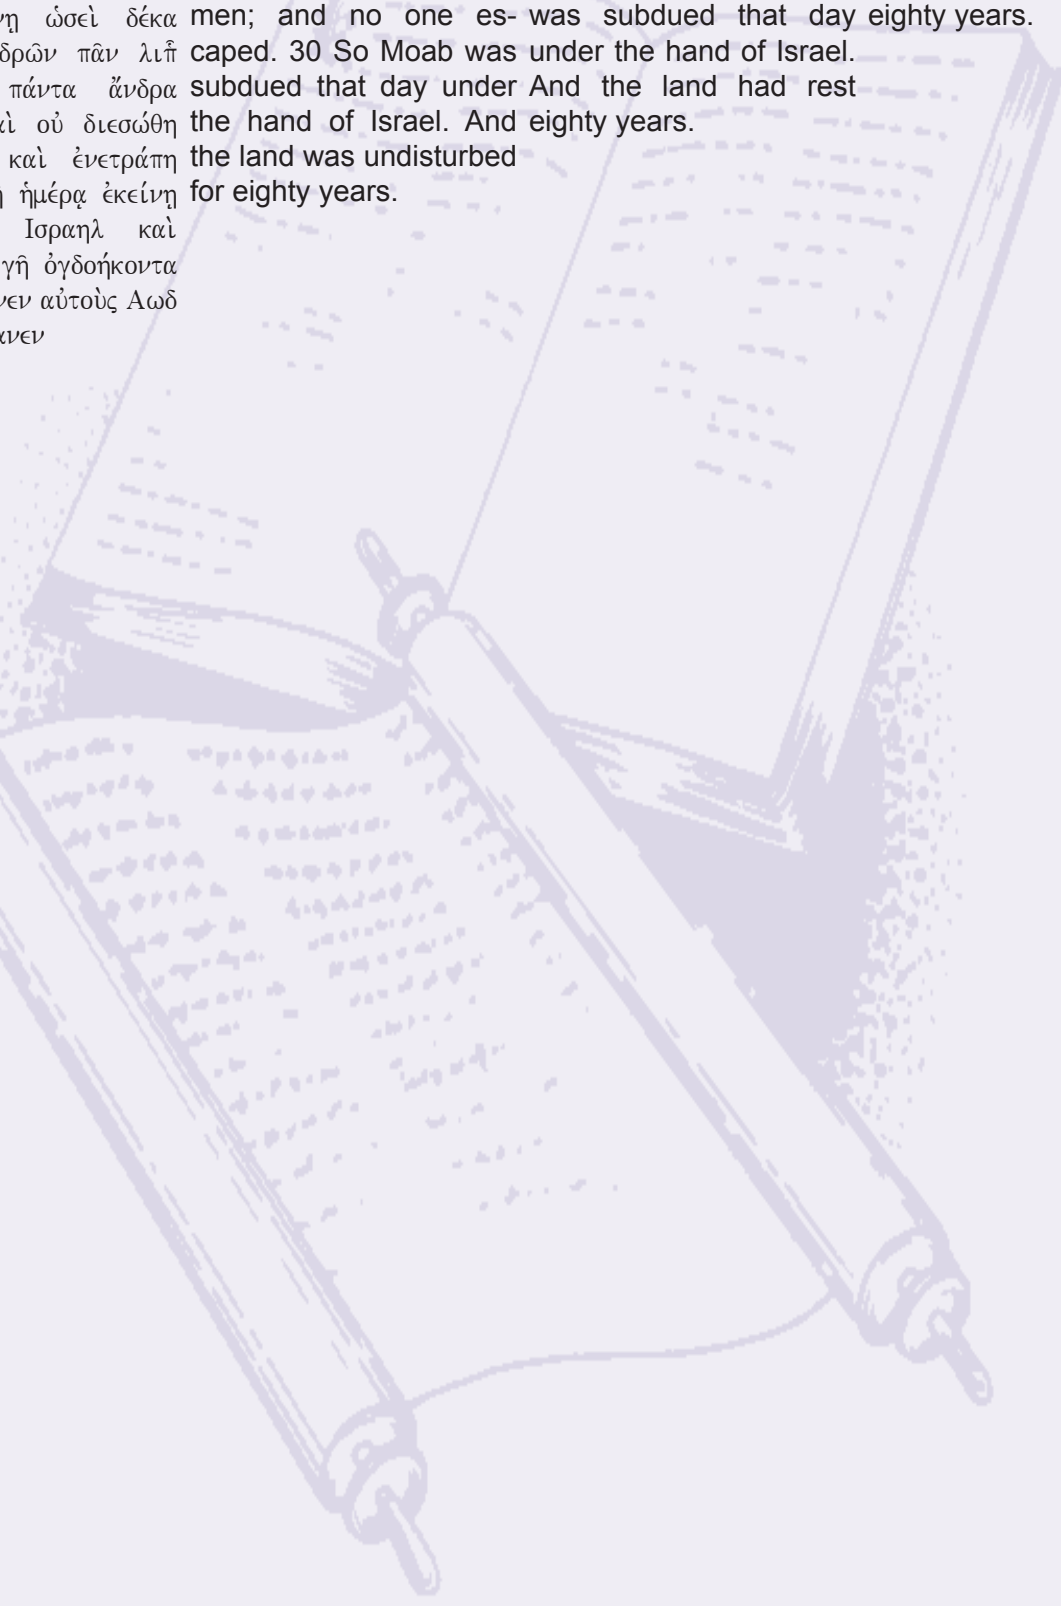 νῃ ὡσεὶ δέκα
δρῶν πᾶν λιπ̃
πάντα ἄνδρα
αὶ οὐ διεσώθη
καὶ ἐνετράπη
ἡμέρᾳ ἐκείνῃ
Ισραηλ καὶ
γῆ ὀγδοήκοντα
νεν αὐτοὺς Αωδ
ανεν
men; and no one es-
caped. 30 So Moab was
subdued that day under
the hand of Israel. And
the land was undisturbed
for eighty years.
was subdued that day
under the hand of Israel.
And the land had rest
eighty years.
eighty years.